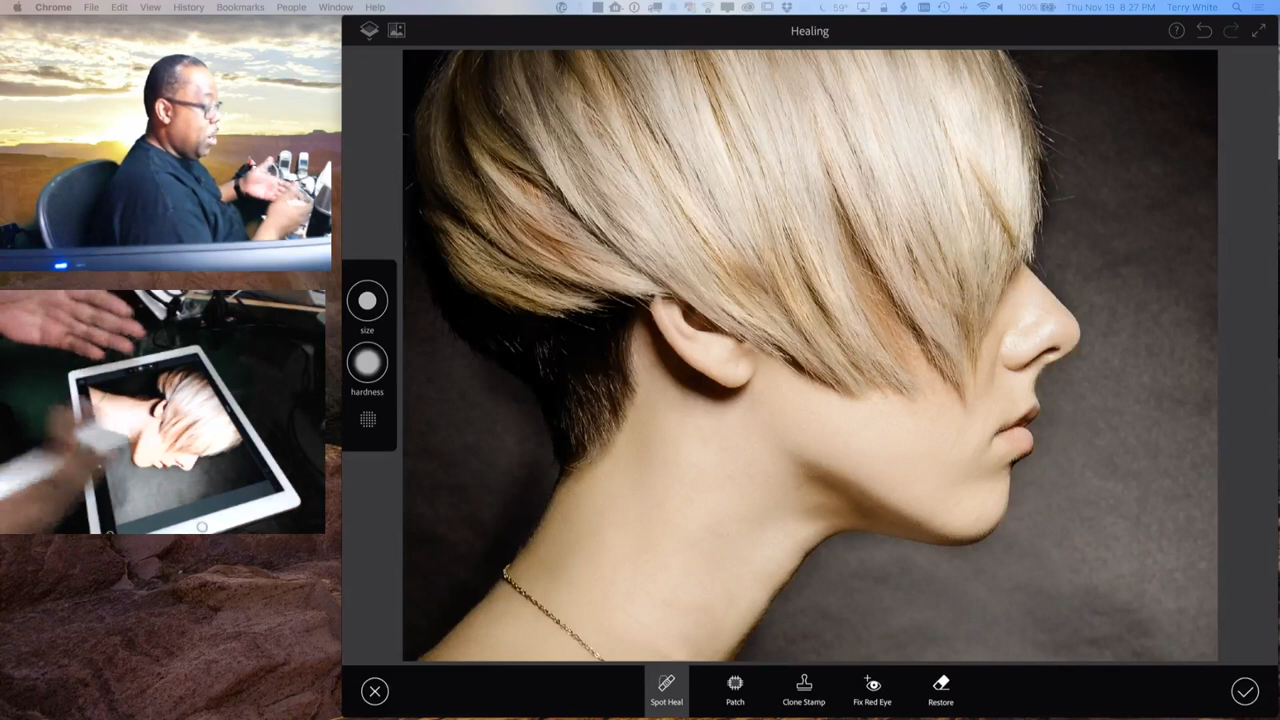 Chrome File Edit View History Bookmarks People Window Help 59° 100% Thu Nov 19 8:27 PM Terry White
Healing
size
hardness
Spot Heal Patch Clone Stamp Fix Red Eye Restore